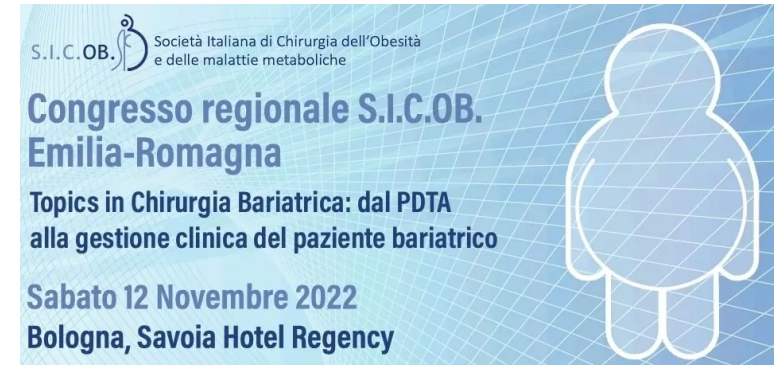 S.I.C.OB.
Società Italiana di Chirurgia dell'Obesità
e delle malattie metaboliche
Congresso regionale S.I.C.OB.
Emilia-Romagna
Topics in Chirurgia Bariatrica: dal PDTA
alla gestione clinica del paziente bariatrico
Sabato 12 Novembre 2022
Bologna, Savoia Hotel Regency